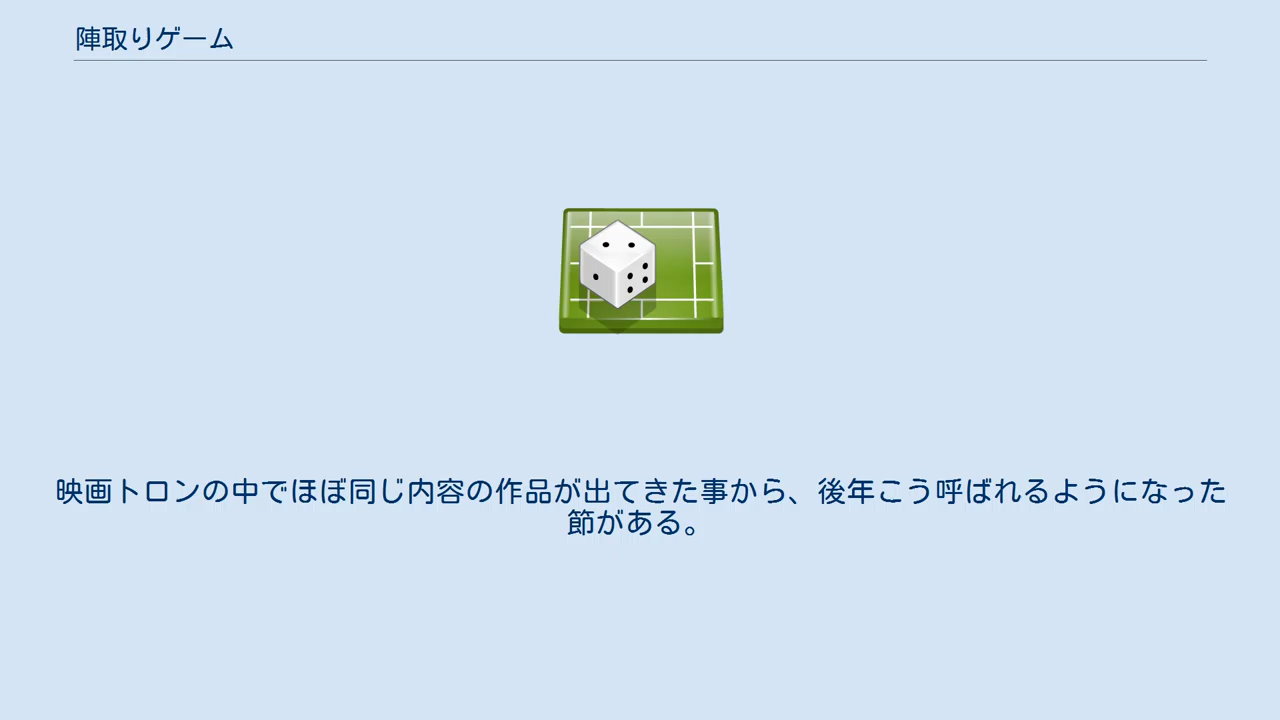 陣取りゲーム
映画トロンの中でほぼ同じ内容の作品が出てきた事から、後年こう呼ばれるようになった
節がある。